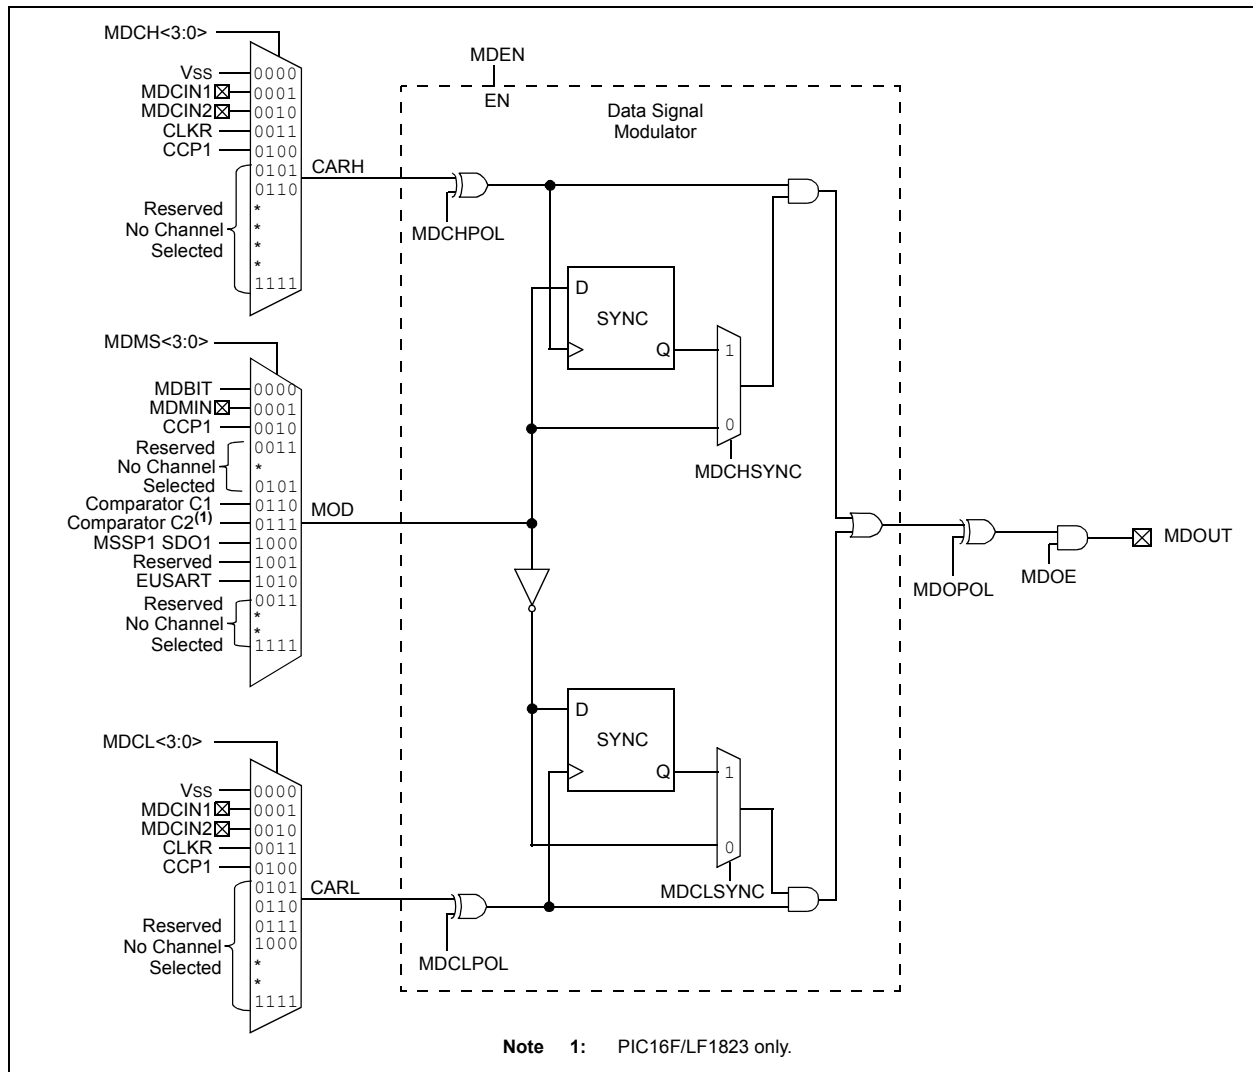 MDCH<3:0>
VSS 0000
MDCIN1 0001
MDCIN2 0010
CLKR 0011
CCP1 0100
0101
0110
Reserved
No Channel
Selected
*
*
*
*
1111
CARH
MDCHPOL
MDEN
EN
Data Signal
Modulator
D
SYNC
Q
1
0
MDCHSYNC
MDMS<3:0>
MDBIT 0000
MDMIN 0001
CCP1 0010
Reserved 0011
No Channel *
Selected 0101
Comparator C1 0110
Comparator C2(1) 0111
MSSP1 SDO1 1000
Reserved 1001
EUSART 1010
Reserved 0011
No Channel *
*
Selected 1111
MOD
MDOPOL
MDOE
MDOUT
D
SYNC
Q
1
0
MDCLSYNC
MDCL<3:0>
VSS 0000
MDCIN1 0001
MDCIN2 0010
CLKR 0011
CCP1 0100
0101
0110
Reserved 0111
No Channel 1000
Selected *
*
1111
CARL
MDCLPOL
Note 1: PIC16F/LF1823 only.